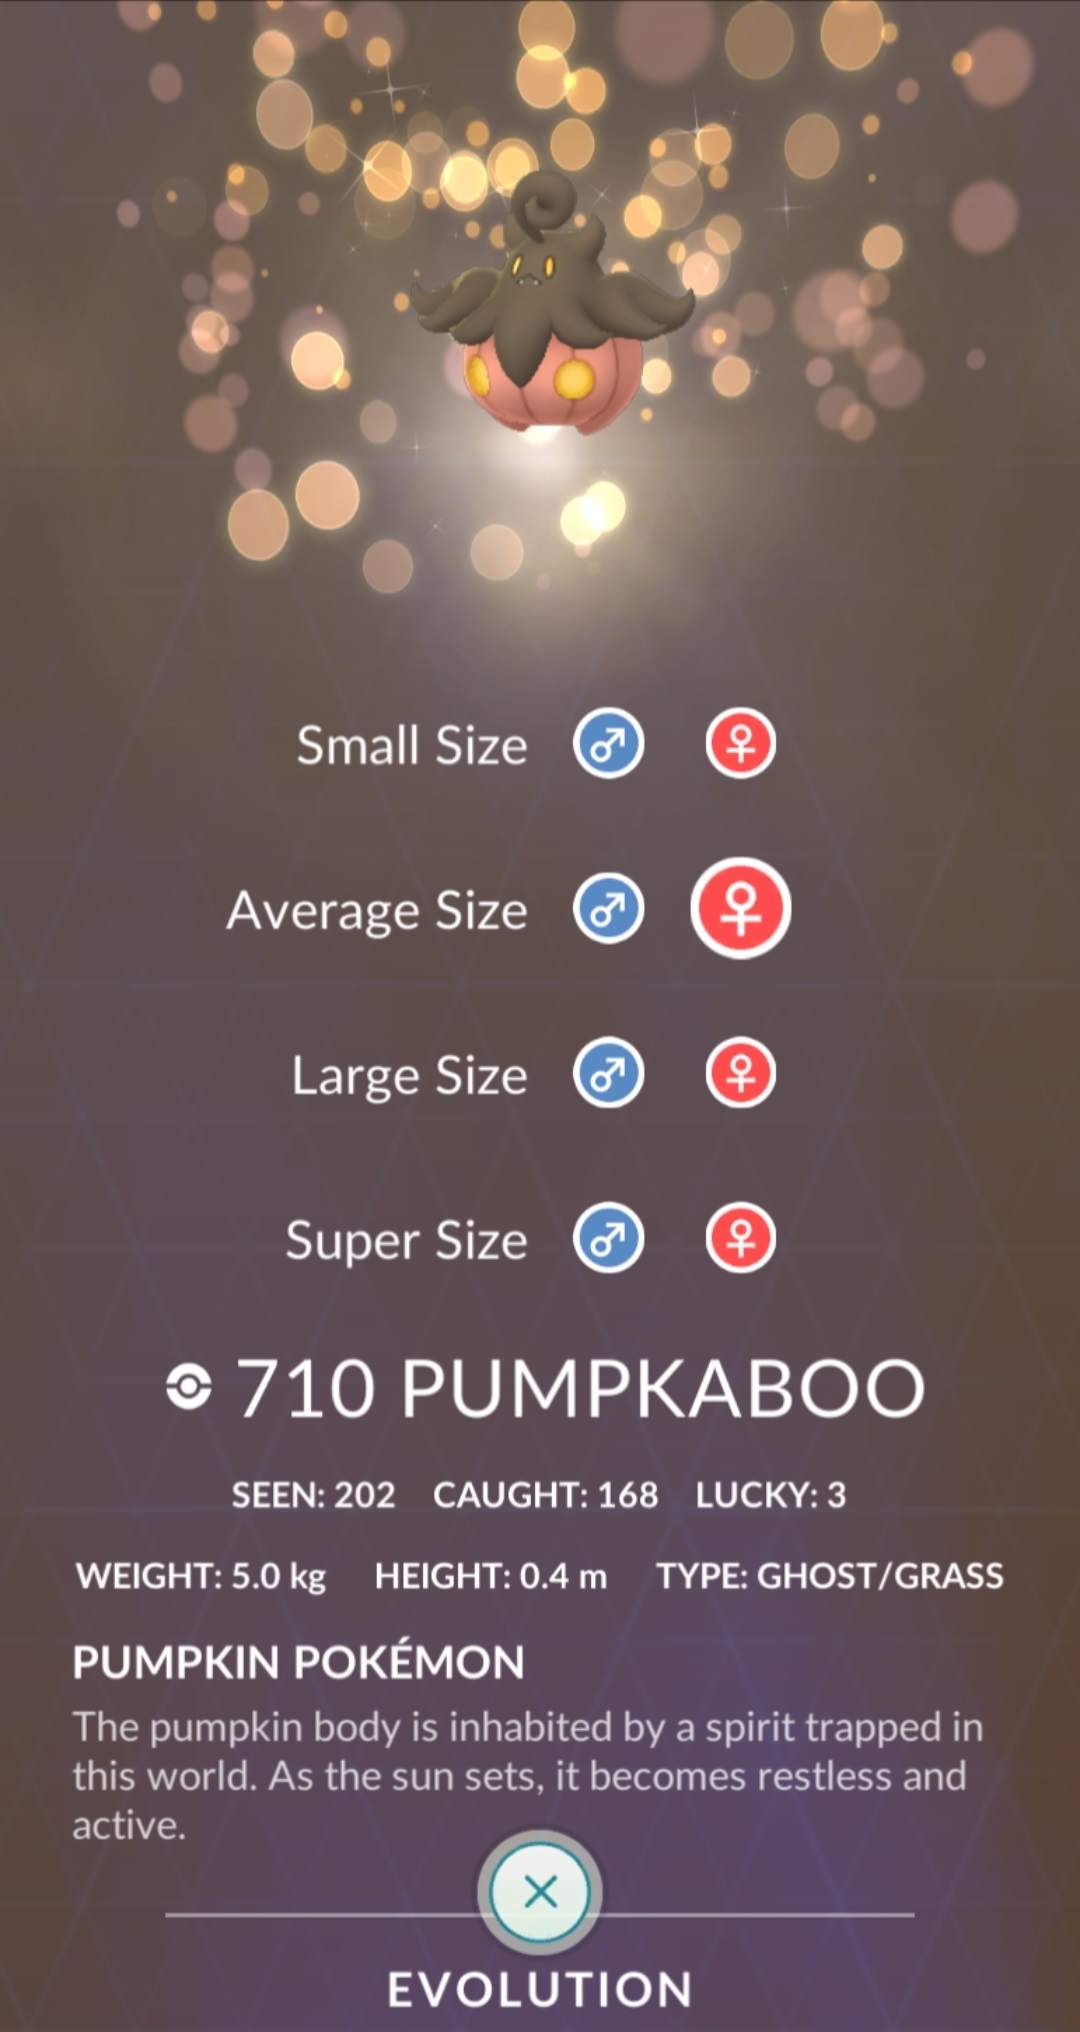 Small Size ♂ ♀
Average Size ♂ ♀
Large Size ♂ ♀
Super Size ♂ ♀
710 PUMPKABOO
SEEN: 202 CAUGHT: 168 LUCKY: 3
WEIGHT: 5.0 kg HEIGHT: 0.4 m TYPE: GHOST/GRASS
PUMPKIN POKÉMON
The pumpkin body is inhabited by a spirit trapped in
this world. As the sun sets, it becomes restless and
active.
EVOLUTION